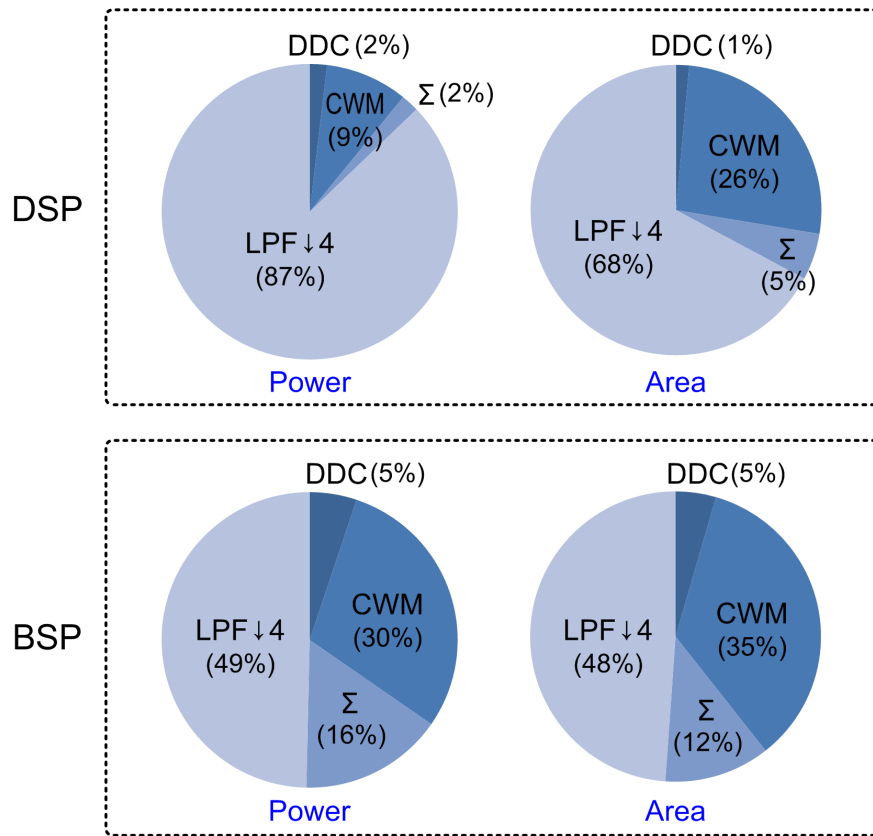 DSP
DDC (2%)
CWM
(9%)
Σ (2%)
LPF↓4
(87%)
Power
DDC (1%)
CWM
(26%)
Σ
(5%)
LPF↓4
(68%)
Area
BSP
DDC (5%)
CWM
(30%)
Σ
(16%)
LPF↓4
(49%)
Power
DDC (5%)
CWM
(35%)
Σ
(12%)
LPF↓4
(48%)
Area